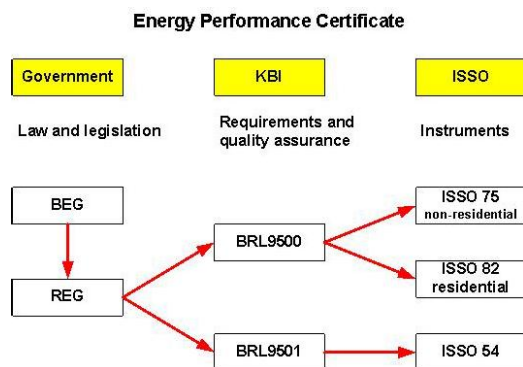 Energy Performance Certificate
Government
KBI
ISSO
Law and legislation
Requirements and
quality assurance
Instruments
BEG
REG
BRL9500
BRL9501
ISSO 75
non-residential
ISSO 82
residential
ISSO 54